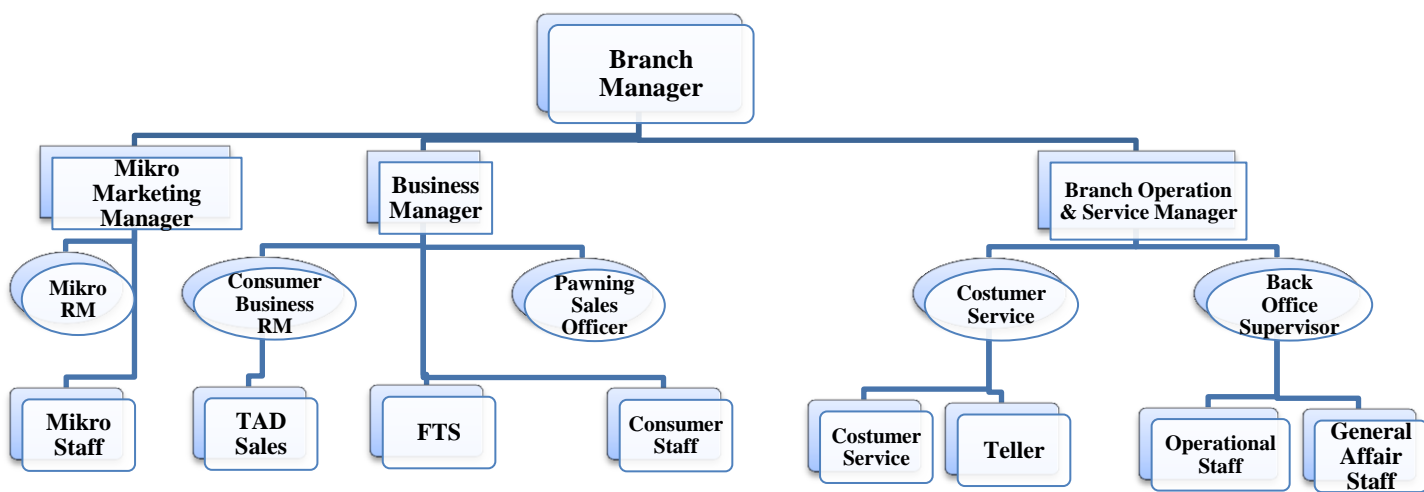 Branch
Manager
Mikro
Marketing
Manager
Business
Manager
Branch Operation
& Service Manager
Mikro
RM
Consumer
Business
RM
Pawning
Sales
Officer
Costumer
Service
Back
Office
Supervisor
Mikro
Staff
TAD
Sales
FTS
Consumer
Staff
Costumer
Service
Teller
Operational
Staff
General
Affair
Staff